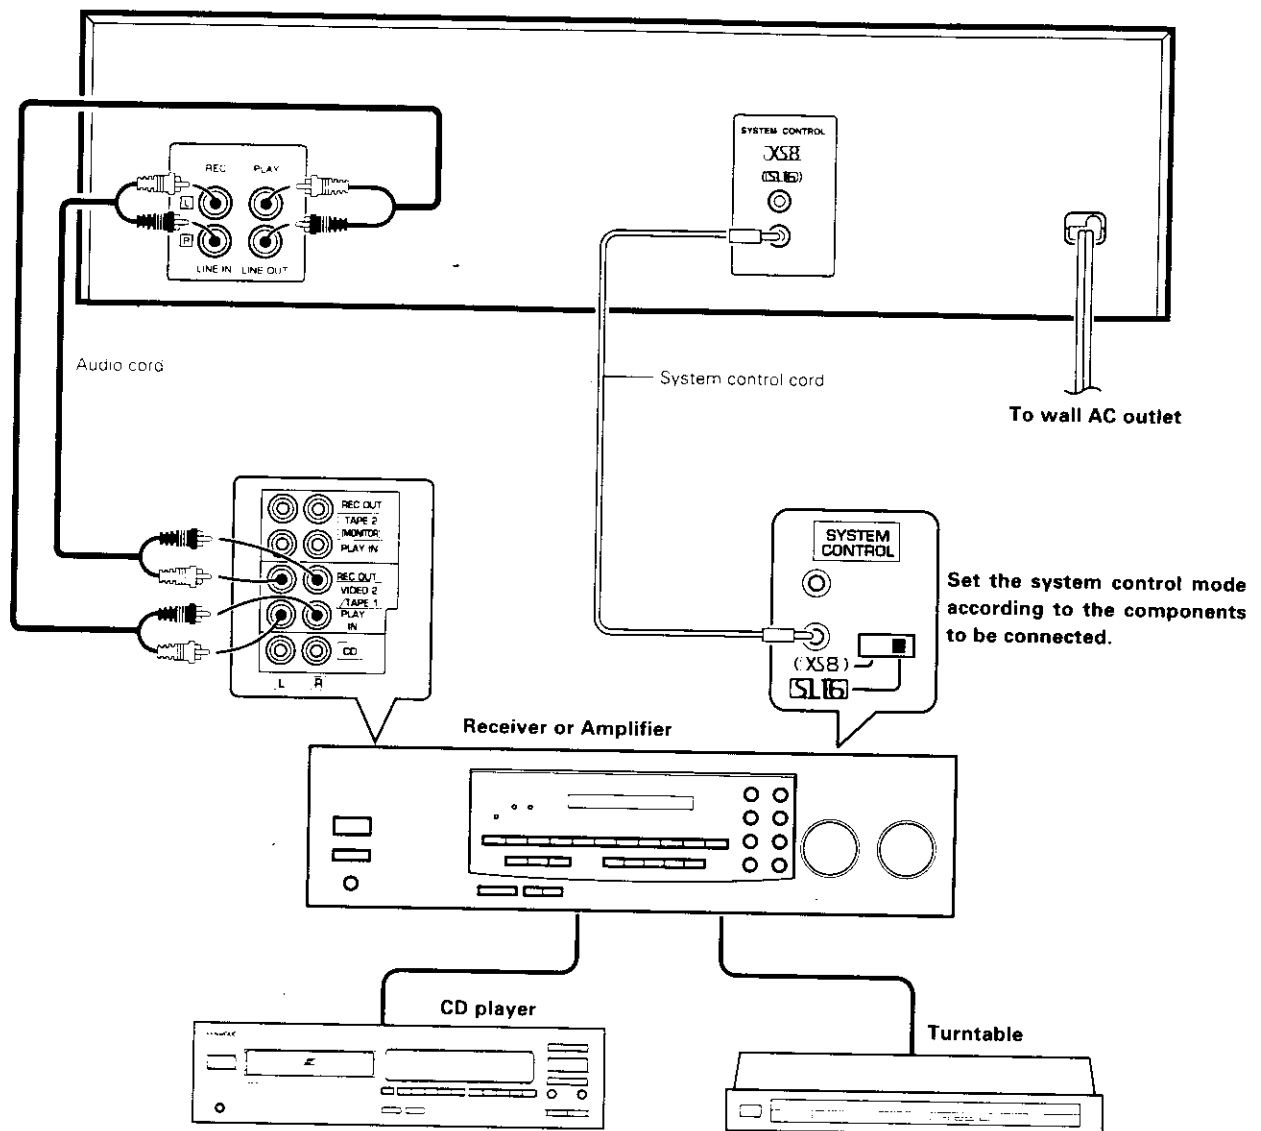 SYSTEM CONTROL
XS8
(SL16)
REC PLAY
L
R
LINE IN LINE OUT
Audio cord
System control cord
To wall AC outlet
REC OUT
TAPE 2
MONITOR
PLAY IN
REC OUT
VIDEO 2
/TAPE 1
PLAY
IN
CD
L R
SYSTEM
CONTROL
(XS8)
SL16
Set the system control mode
according to the components
to be connected.
Receiver or Amplifier
CD player
KENWOOD
Turntable